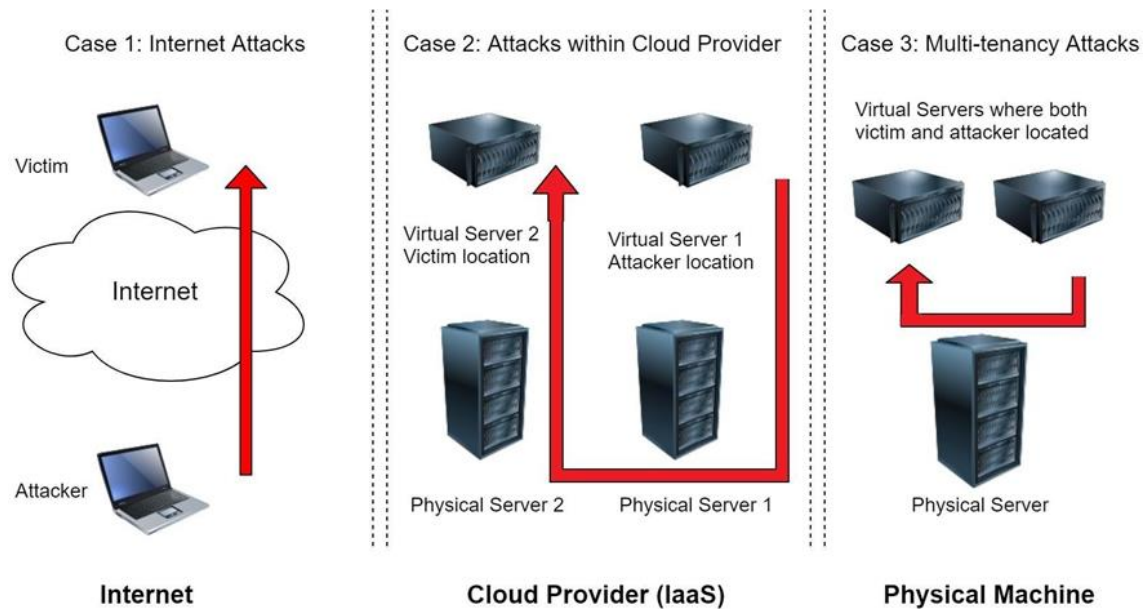 Case 1: Internet Attacks
Victim
Internet
Attacker
Internet
Case 2: Attacks within Cloud Provider
Virtual Server 2
Victim location
Virtual Server 1
Attacker location
Physical Server 2
Physical Server 1
Cloud Provider (IaaS)
Case 3: Multi-tenancy Attacks
Virtual Servers where both
victim and attacker located
Physical Server
Physical Machine